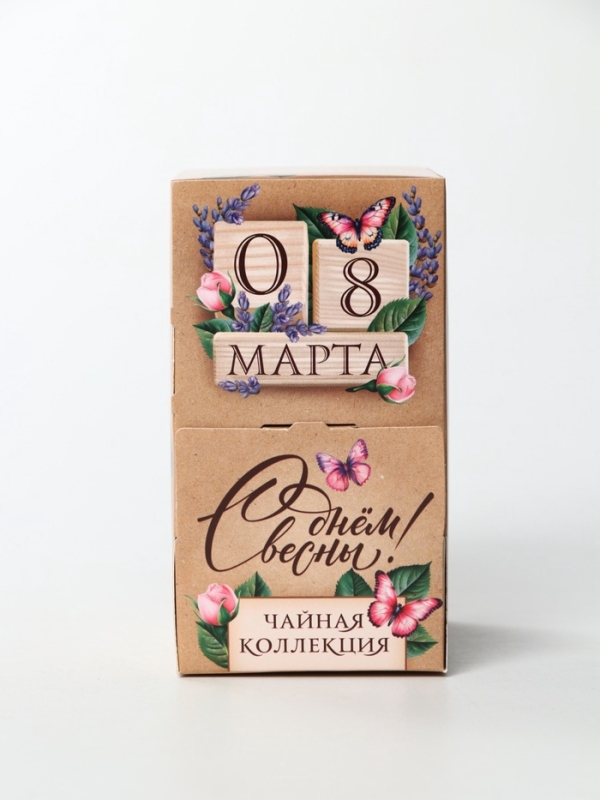 0 8
МАРТА
С днём
весны!
ЧАЙНАЯ
КОЛЛЕКЦИЯ